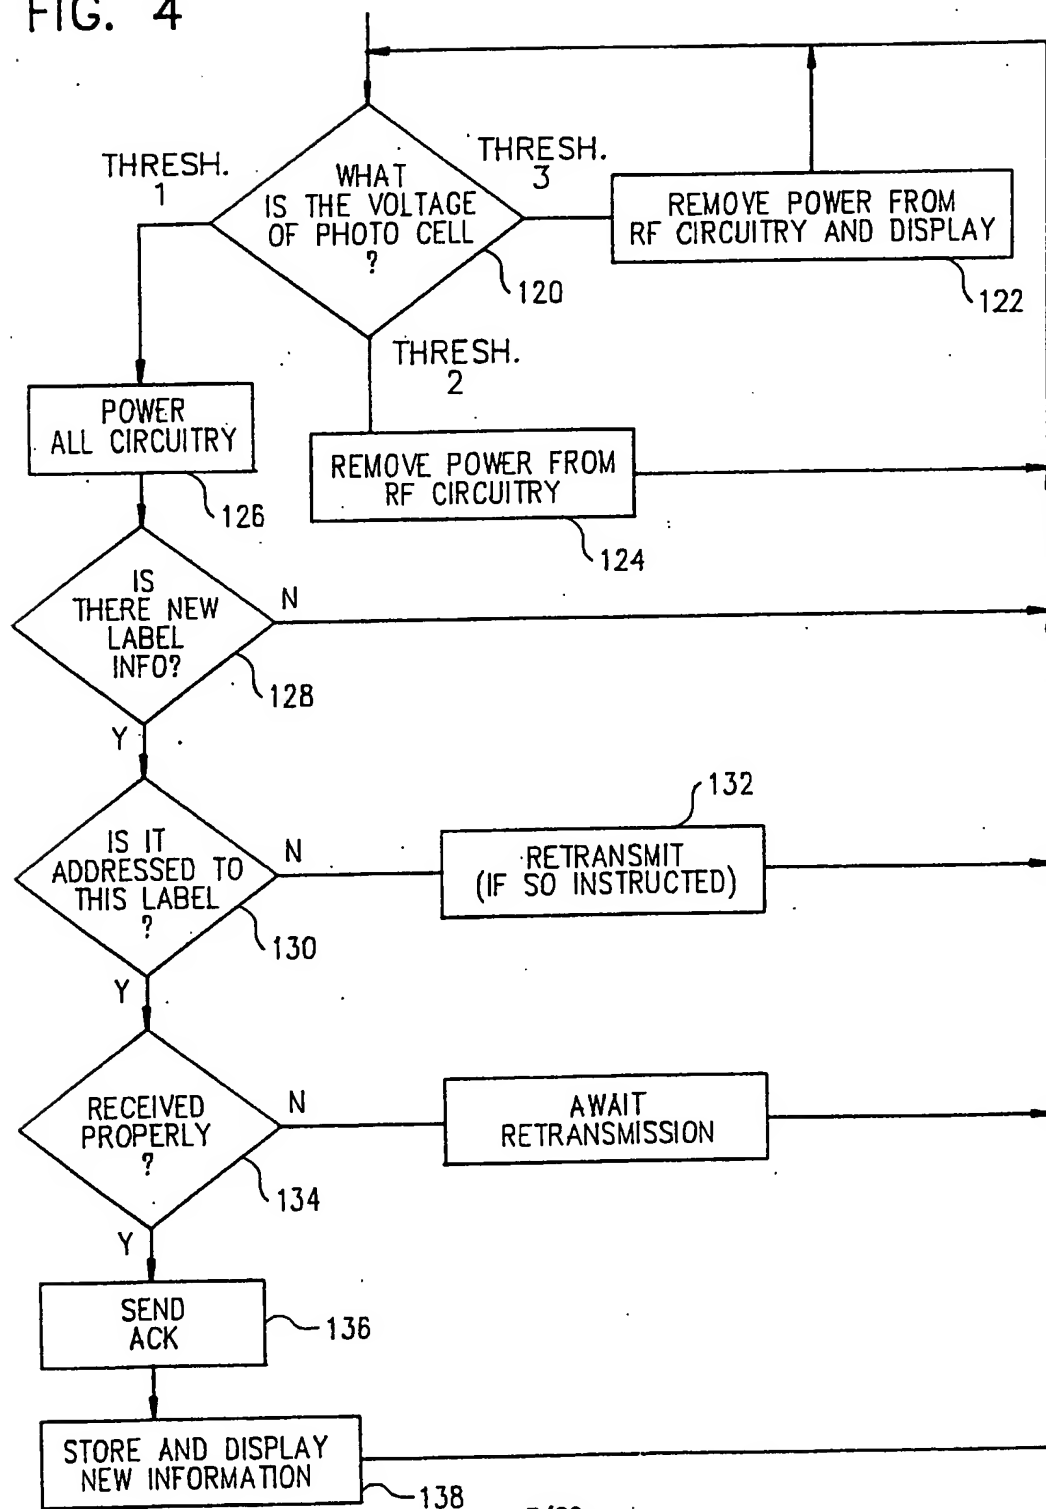 FIG. 4
THRESH.
1
WHAT
IS THE VOLTAGE
OF PHOTO CELL
?
120
THRESH.
3
REMOVE POWER FROM
RF CIRCUITRY AND DISPLAY
122
THRESH.
2
POWER
ALL CIRCUITRY
126
REMOVE POWER FROM
RF CIRCUITRY
124
IS
THERE NEW
LABEL
INFO?
N
128
Y
IS IT
ADDRESSED TO
THIS LABEL
?
N
130
132
RETRANSMIT
(IF SO INSTRUCTED)
Y
RECEIVED
PROPERLY
?
N
134
AWAIT
RETRANSMISSION
Y
SEND
ACK
136
STORE AND DISPLAY
NEW INFORMATION
138